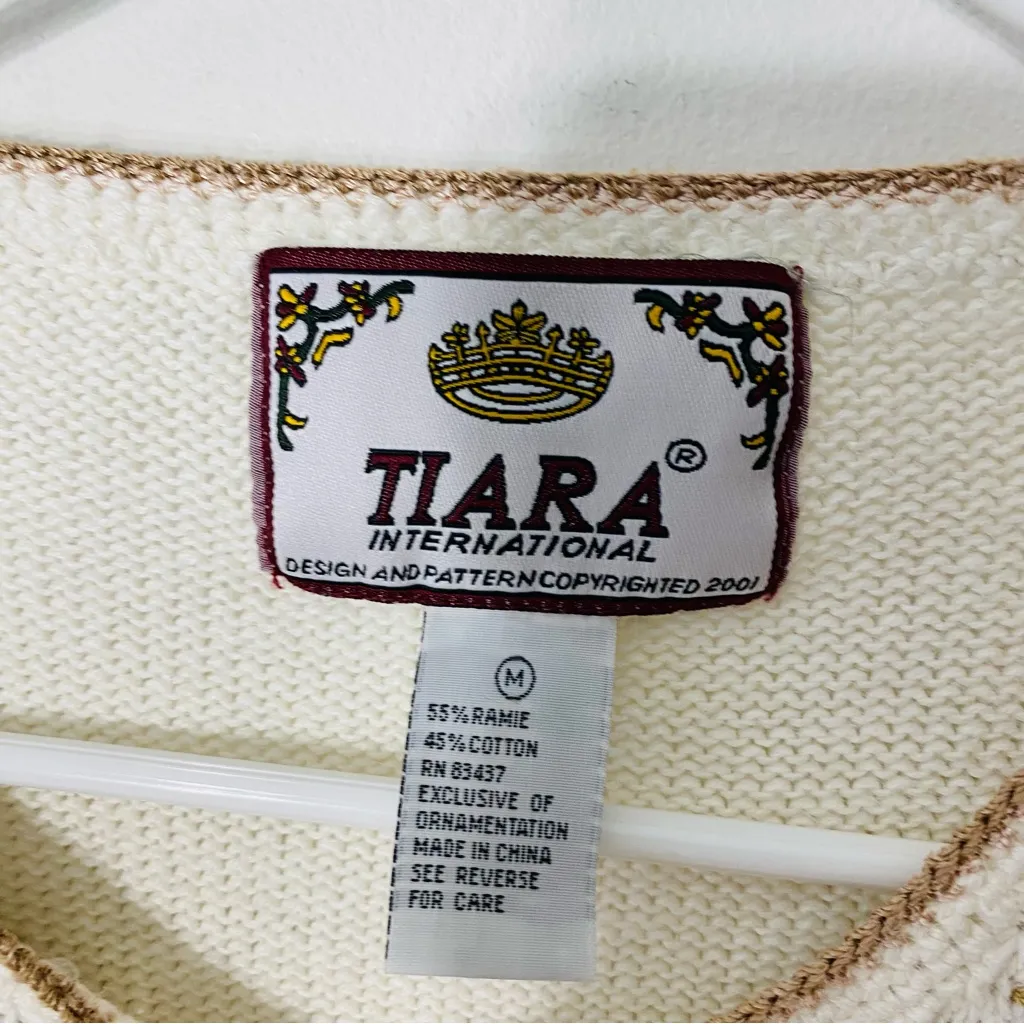 TIARA®
INTERNATIONAL
DESIGN AND PATTERN COPYRIGHTED 2001
M
55% RAMIE
45% COTTON
RN 83437
EXCLUSIVE OF
ORNAMENTATION
MADE IN CHINA
SEE REVERSE
FOR CARE